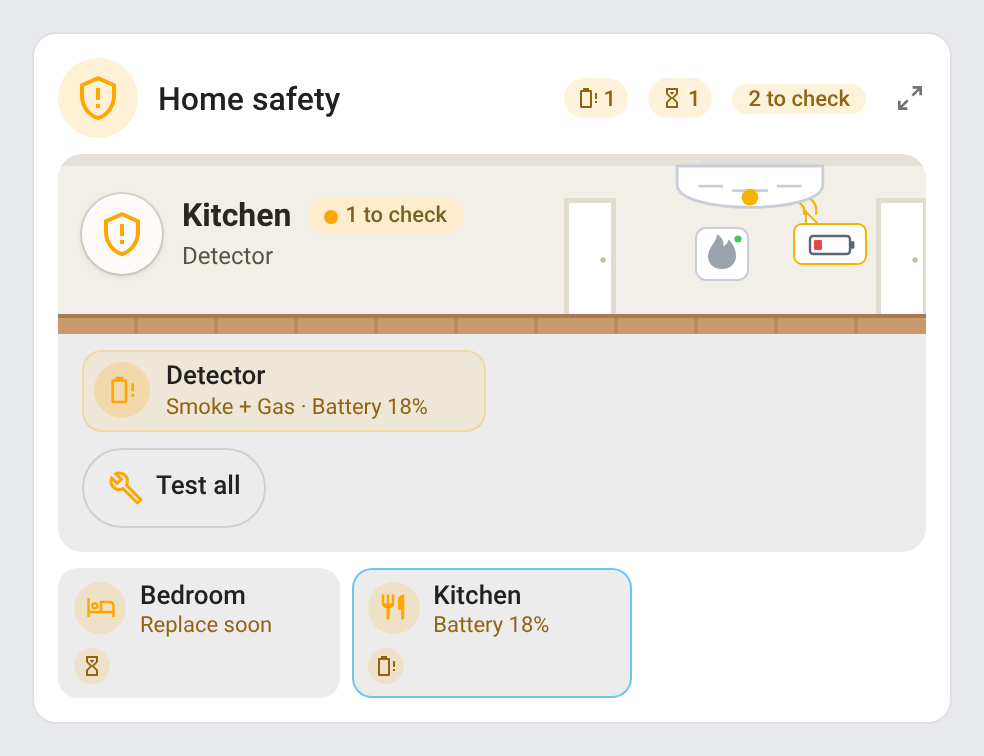 Home safety
1
1
2 to check
Kitchen
1 to check
Detector
Detector
Smoke + Gas · Battery 18%
Test all
Bedroom
Replace soon
Kitchen
Battery 18%